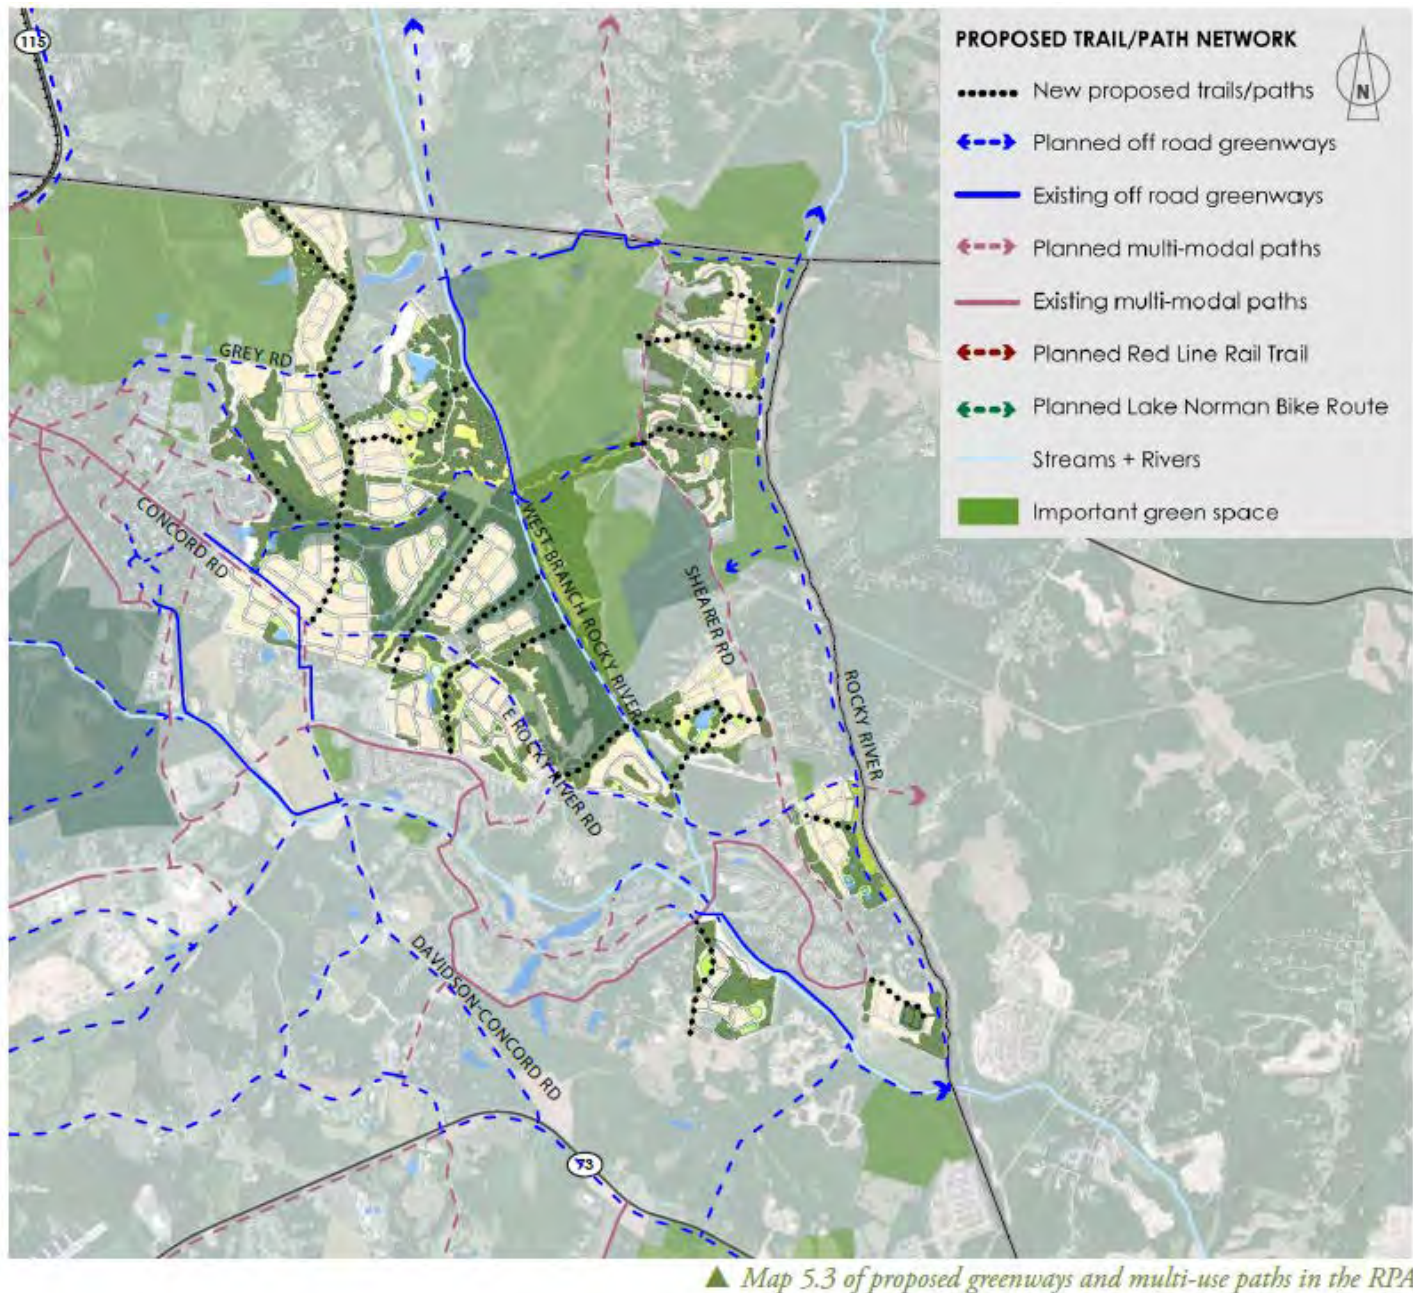 115
PROPOSED TRAIL/PATH NETWORK
N
New proposed trails/paths
Planned off road greenways
Existing off road greenways
Planned multi-modal paths
Existing multi-modal paths
Planned Red Line Rail Trail
Planned Lake Norman Bike Route
Streams + Rivers
Important green space
GREY RD
CONCORD RD
WEST BRANCH ROCKY RIVER
SHEARER RD
ROCKY RIVER
E ROCKY RIVER RD
DAVIDSON-CONCORD RD
73
▲ Map 5.3 of proposed greenways and multi-use paths in the RPA